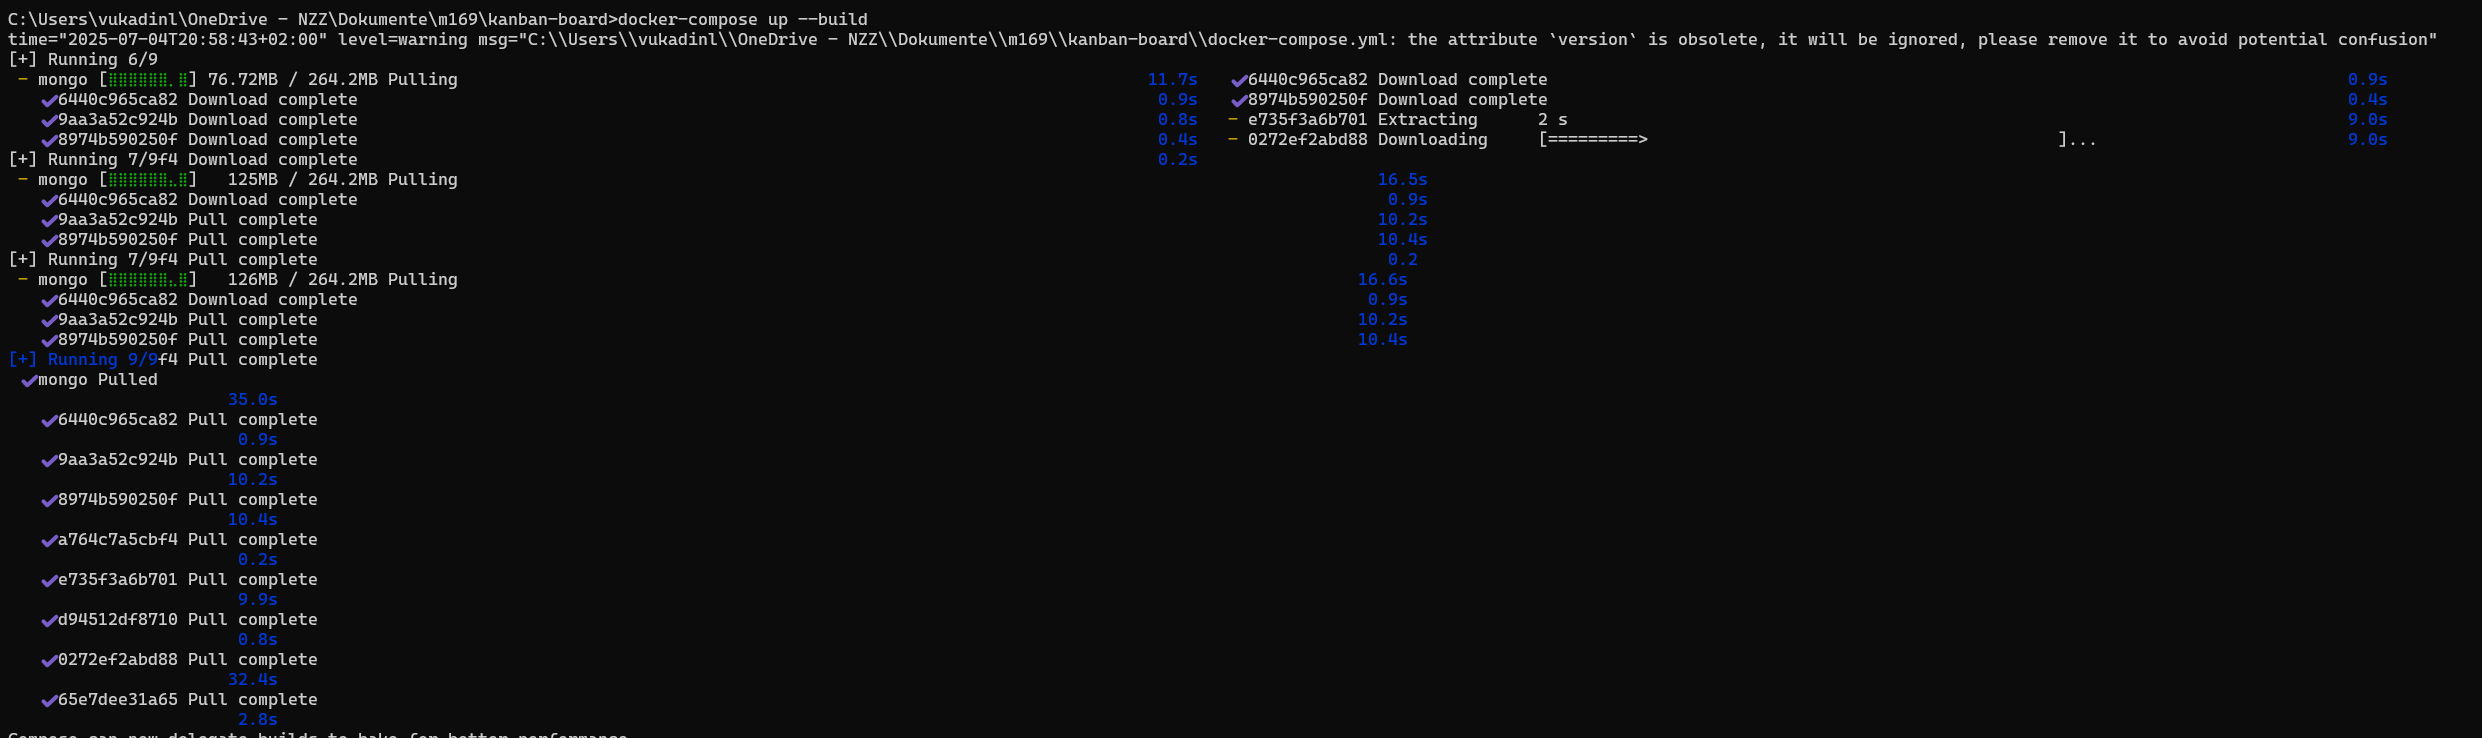 C:\Users\vukadinl\OneDrive - NZZ\Dokumente\m169\kanban-board>docker-compose up --build
time="2025-07-04T20:58:43+02:00" level=warning msg="C:\\Users\\vukadinl\\OneDrive - NZZ\\Dokumente\\m169\\kanban-board\\docker-compose.yml: the attribute `version` is obsolete, it will be ignored, please remove it to avoid potential confusion"
[+] Running 6/9
- mongo [⣿⣿⣿⣿⣿⣿⡀⣿] 76.72MB / 264.2MB Pulling 11.7s ✔6440c965ca82 Download complete 0.9s
✔6440c965ca82 Download complete 0.9s ✔8974b590250f Download complete 0.4s
✔9aa3a52c924b Download complete 0.8s - e735f3a6b701 Extracting 2 s 9.0s
✔8974b590250f Download complete 0.4s - 0272ef2abd88 Downloading [=========> ]... 9.0s
[+] Running 7/9f4 Download complete 0.2s
- mongo [⣿⣿⣿⣿⣿⣿⣄⣿] 125MB / 264.2MB Pulling 16.5s
✔6440c965ca82 Download complete 0.9s
✔9aa3a52c924b Pull complete 10.2s
✔8974b590250f Pull complete 10.4s
[+] Running 7/9f4 Pull complete 0.2
- mongo [⣿⣿⣿⣿⣿⣿⣄⣿] 126MB / 264.2MB Pulling 16.6s
✔6440c965ca82 Download complete 0.9s
✔9aa3a52c924b Pull complete 10.2s
✔8974b590250f Pull complete 10.4s
[+] Running 9/9f4 Pull complete
✔mongo Pulled
35.0s
✔6440c965ca82 Pull complete
0.9s
✔9aa3a52c924b Pull complete
10.2s
✔8974b590250f Pull complete
10.4s
✔a764c7a5cbf4 Pull complete
0.2s
✔e735f3a6b701 Pull complete
9.9s
✔d94512df8710 Pull complete
0.8s
✔0272ef2abd88 Pull complete
32.4s
✔65e7dee31a65 Pull complete
2.8s
Compose can now delegate builds to bake for better performance